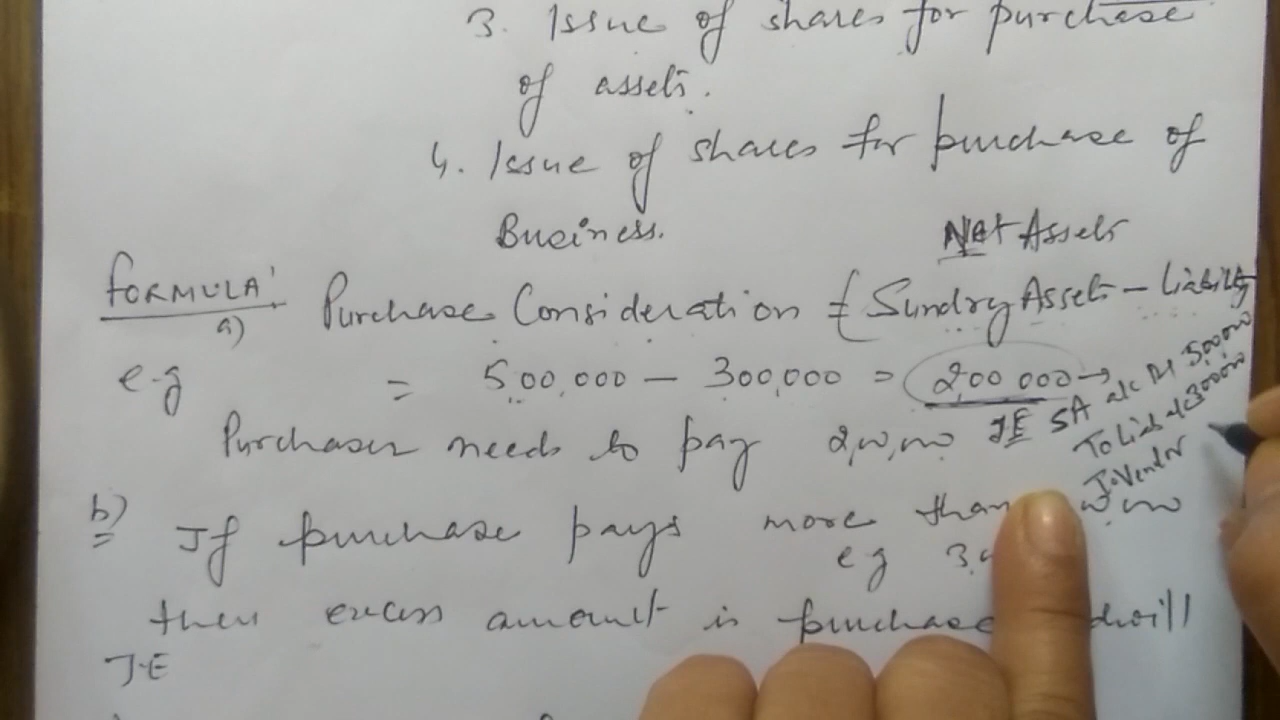 3. Issue of shares for purchase
of assets.
4. Issue of shares for purchase of
Business.
Net Assets
FORMULA:
a) Purchase Consideration = Sundry Assets - Liability
e.g = 5,00,000 - 300,000 = 2,00,000 →
JE SA a/c Dr 500000
To Liab a/c 300000
To Vendor
Purchaser needs to pay 2,00,000
b) If purchase pays more than
e g
then excess amount is purchase
J.E